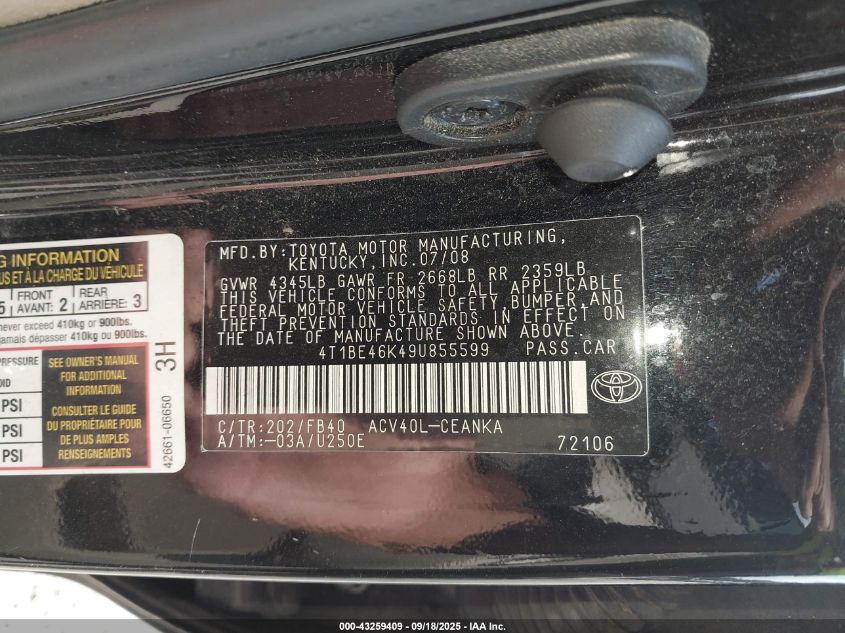 G INFORMATION
US ET À LA CHARGE DU VÉHICULE
5 FRONT AVANT: 2 REAR ARRIÈRE: 3
never exceed 410kg or 900lbs.
jamais dépasser 410kg ou 900lbs.
PRESSURE
OID
PSI
PSI
PSI
SEE OWNER'S MANUAL
FOR ADDITIONAL
INFORMATION
CONSULTER LE GUIDE
DU PROPRIÉTAIRE POUR
DE PLUS AMPLES
RENSEIGNEMENTS
3H
42661-06650
MFD.BY:TOYOTA MOTOR MANUFACTURING,
KENTUCKY,INC.07/08
GVWR 4345LB GAWR FR 2668LB RR 2359LB
THIS VEHICLE CONFORMS TO ALL APPLICABLE
FEDERAL MOTOR VEHICLE SAFETY,BUMPER,AND
THEFT PREVENTION STANDARDS IN EFFECT ON
THE DATE OF MANUFACTURE SHOWN ABOVE.
4T1BE46K49U855599 PASS.CAR
C/TR:202/FB40 ACV40L-CEANKA
A/TM:-03A/U250E 72106
000-43259409 - 09/18/2025 - IAA Inc.